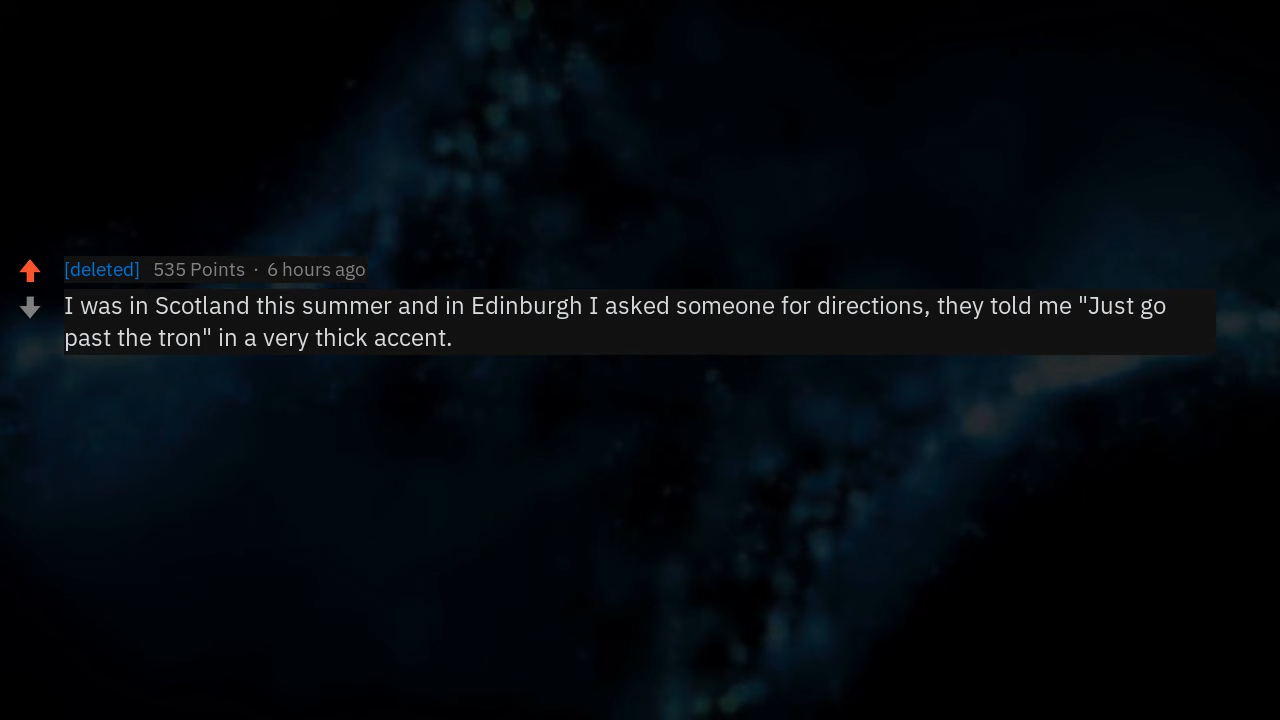 [deleted] 535 Points · 6 hours ago
I was in Scotland this summer and in Edinburgh I asked someone for directions, they told me "Just go
past the tron" in a very thick accent.